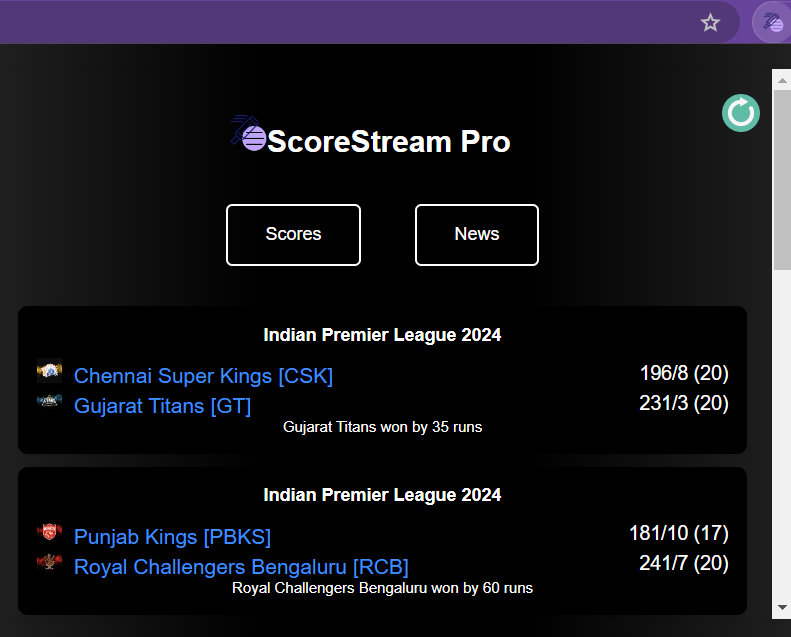 ScoreStream Pro
Scores
News
Indian Premier League 2024
Chennai Super Kings [CSK] 196/8 (20)
Gujarat Titans [GT] 231/3 (20)
Gujarat Titans won by 35 runs
Indian Premier League 2024
Punjab Kings [PBKS] 181/10 (17)
Royal Challengers Bengaluru [RCB] 241/7 (20)
Royal Challengers Bengaluru won by 60 runs